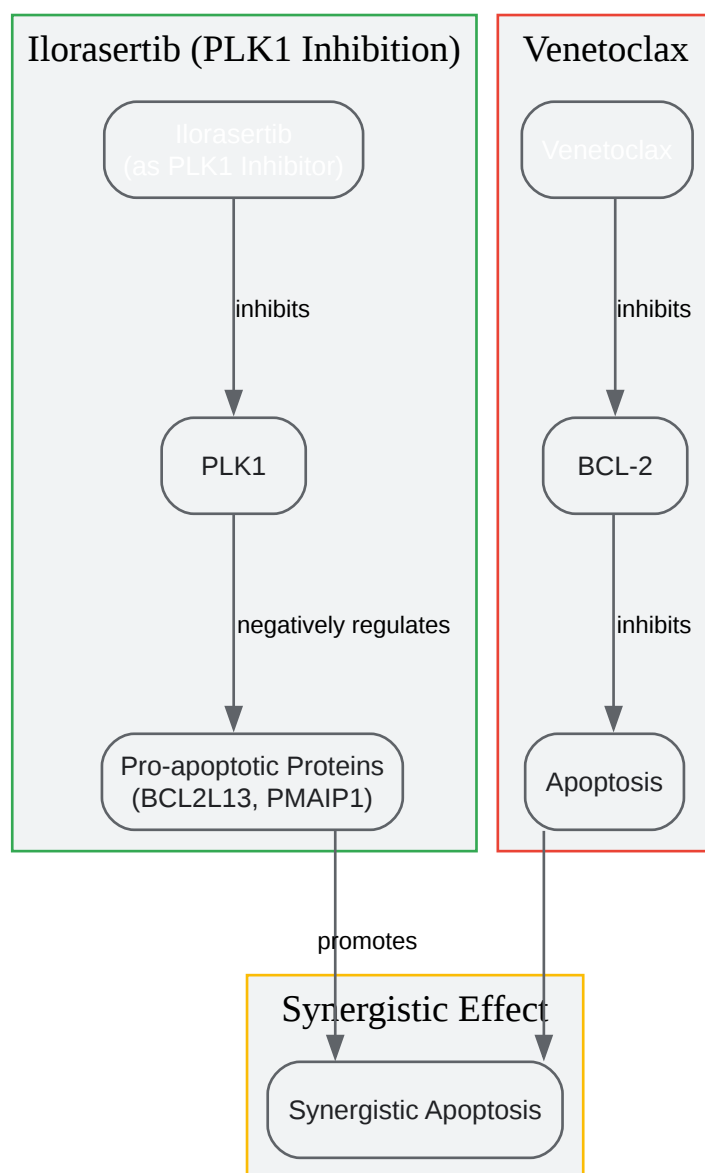 Ilorasertib (PLK1 Inhibition)
Ilorasertib
(as PLK1 Inhibitor)
inhibits
PLK1
negatively regulates
Pro-apoptotic Proteins
(BCL2L13, PMAIP1)
promotes
Venetoclax
Venetoclax
inhibits
BCL-2
inhibits
Apoptosis
Synergistic Effect
Synergistic Apoptosis